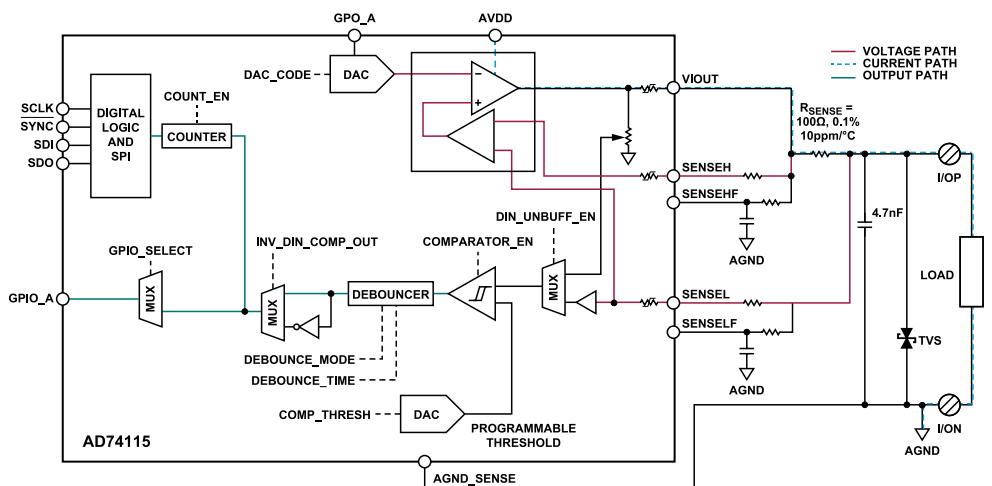 GPO_A
AVDD
VOLTAGE PATH
CURRENT PATH
OUTPUT PATH
DAC_CODE
DAC
−
+
VIOUT
SCLK
SYNC
SDI
SDO
DIGITAL
LOGIC
AND
SPI
COUNT_EN
COUNTER
RSENSE =
100Ω, 0.1%
10ppm/°C
I/OP
SENSEH
SENSEHF
AGND
4.7nF
LOAD
GPIO_SELECT
INV_DIN_COMP_OUT
COMPARATOR_EN
DIN_UNBUFF_EN
GPIO_A
MUX
MUX
DEBOUNCER
MUX
SENSEL
SENSELF
TVS
DEBOUNCE_MODE
DEBOUNCE_TIME
AGND
COMP_THRESH
DAC
PROGRAMMABLE
THRESHOLD
I/ON
AGND
AD74115
AGND_SENSE